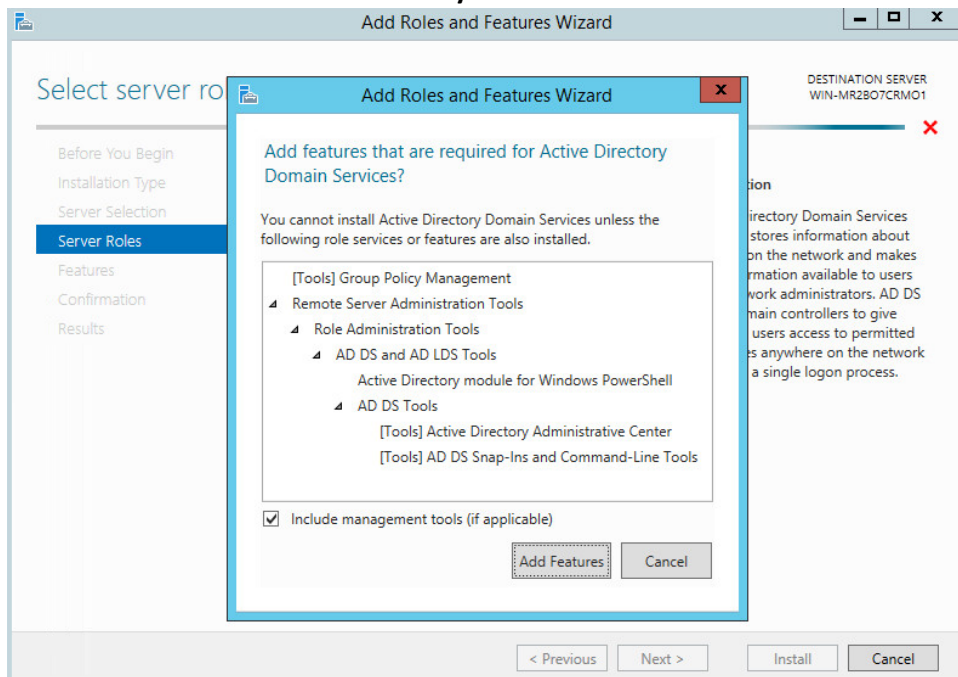 Add Roles and Features Wizard
Select server ro
DESTINATION SERVER
WIN-MR2BO7CRMO1
Before You Begin
Installation Type
Server Selection
Server Roles
Features
Confirmation
Results
Add Roles and Features Wizard
Add features that are required for Active Directory
Domain Services?
You cannot install Active Directory Domain Services unless the
following role services or features are also installed.
[Tools] Group Policy Management
Remote Server Administration Tools
Role Administration Tools
AD DS and AD LDS Tools
Active Directory module for Windows PowerShell
AD DS Tools
[Tools] Active Directory Administrative Center
[Tools] AD DS Snap-Ins and Command-Line Tools
Include management tools (if applicable)
Add Features
Cancel
tion
irectory Domain Services
stores information about
on the network and makes
rmation available to users
work administrators. AD DS
main controllers to give
users access to permitted
es anywhere on the network
a single logon process.
< Previous
Next >
Install
Cancel